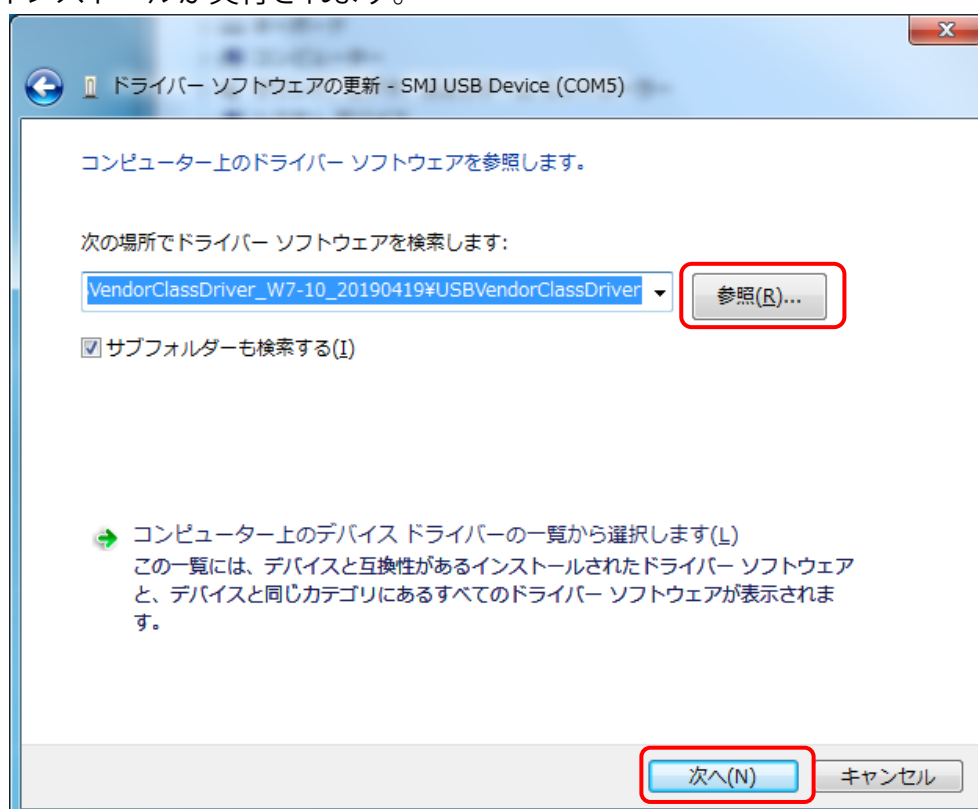 ドライバー ソフトウェアの更新 - SMJ USB Device (COM5)
コンピューター上のドライバー ソフトウェアを参照します。
次の場所でドライバー ソフトウェアを検索します:
VendorClassDriver_W7-10_20190419¥USBVendorClassDriver
参照(R)...
サブフォルダーも検索する(I)
コンピューター上のデバイス ドライバーの一覧から選択します(L)
この一覧には、デバイスと互換性があるインストールされたドライバー ソフトウェア
と、デバイスと同じカテゴリにあるすべてのドライバー ソフトウェアが表示されま
す。
次へ(N)
キャンセル